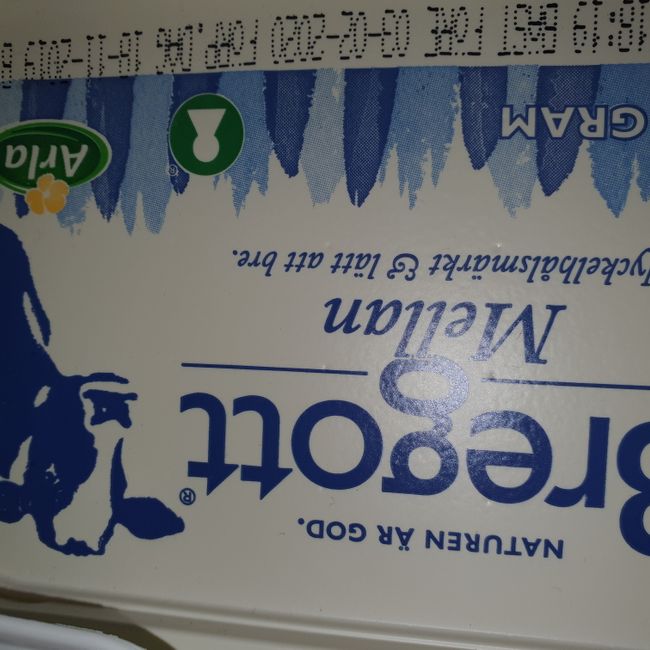 NATUREN ÄR GOD.
Bregott®
Mellan
Nyckelhålsmärkt & lätt att bre.
GRAM
Arla
18:19 BÄST FÖRE 03-02-2020 FÖRP.DAG 18-11-2019